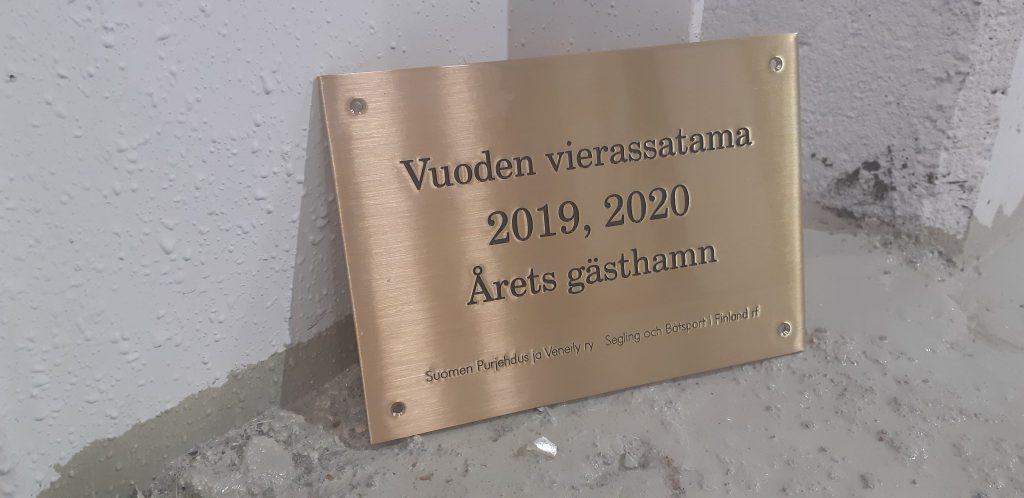 Vuoden vierassatama
2019, 2020
Årets gästhamn
Suomen Purjehdus ja Veneily ry Segling och Båtsport i Finland rf